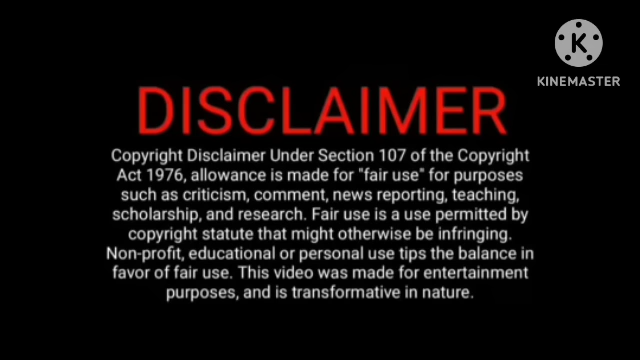 KINEMASTER
DISCLAIMER
Copyright Disclaimer Under Section 107 of the Copyright
Act 1976, allowance is made for "fair use" for purposes
such as criticism, comment, news reporting, teaching,
scholarship, and research. Fair use is a use permitted by
copyright statute that might otherwise be infringing.
Non-profit, educational or personal use tips the balance in
favor of fair use. This video was made for entertainment
purposes, and is transformative in nature.